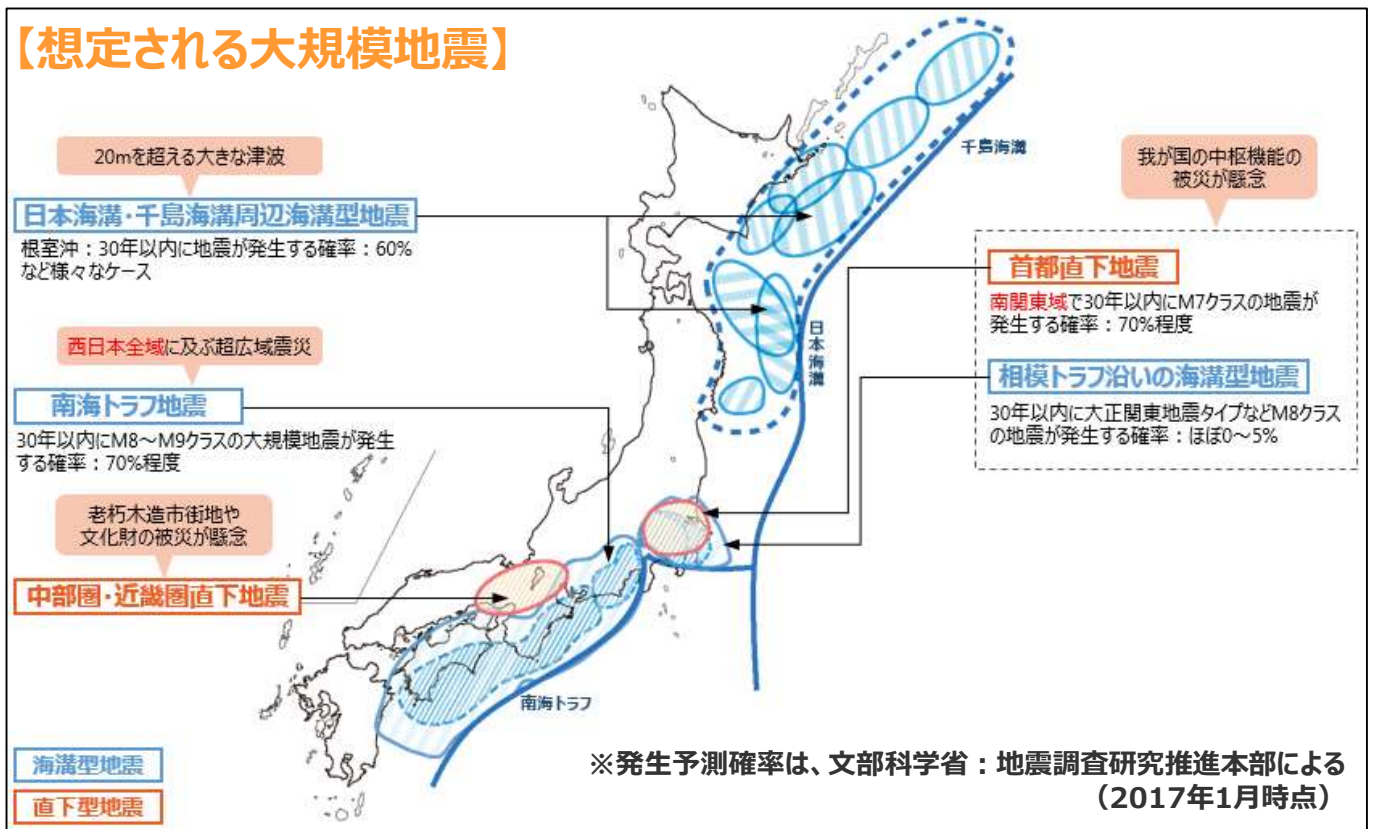 【想定される大規模地震】
20mを超える大きな津波
日本海溝・千島海溝周辺海溝型地震
根室沖：30年以内に地震が発生する確率：60%
など様々なケース
西日本全域に及ぶ超広域震災
南海トラフ地震
30年以内にM8～M9クラスの大規模地震が発生
する確率：70%程度
老朽木造市街地や
文化財の被災が懸念
中部圏・近畿圏直下地震
海溝型地震
直下型地震
千島海溝
日本海溝
南海トラフ
我が国の中枢機能の
被災が懸念
首都直下地震
南関東域で30年以内にM7クラスの地震が
発生する確率：70%程度
相模トラフ沿いの海溝型地震
30年以内に大正関東地震タイプなどM8クラス
の地震が発生する確率：ほぼ0～5%
※発生予測確率は、文部科学省：地震調査研究推進本部による
（2017年1月時点）